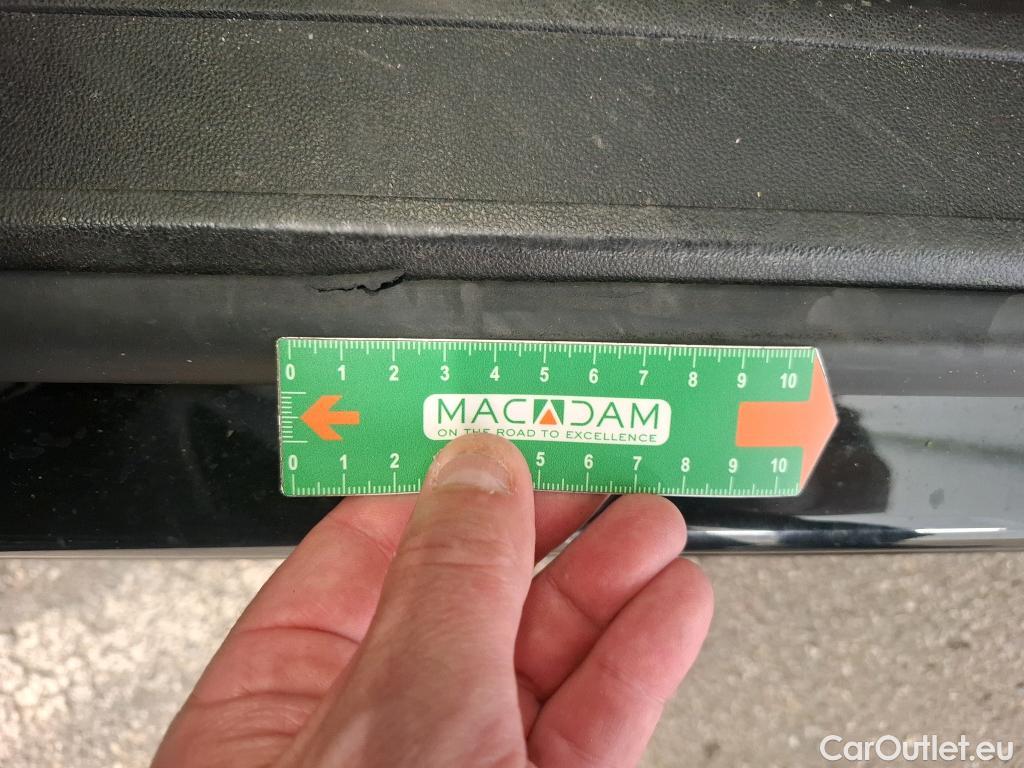 0 1 2 3 4 5 6 7 8 9 10
MACADAM
ON THE ROAD TO EXCELLENCE
0 1 2 5 6 7 8 9 10
CarOutlet.eu